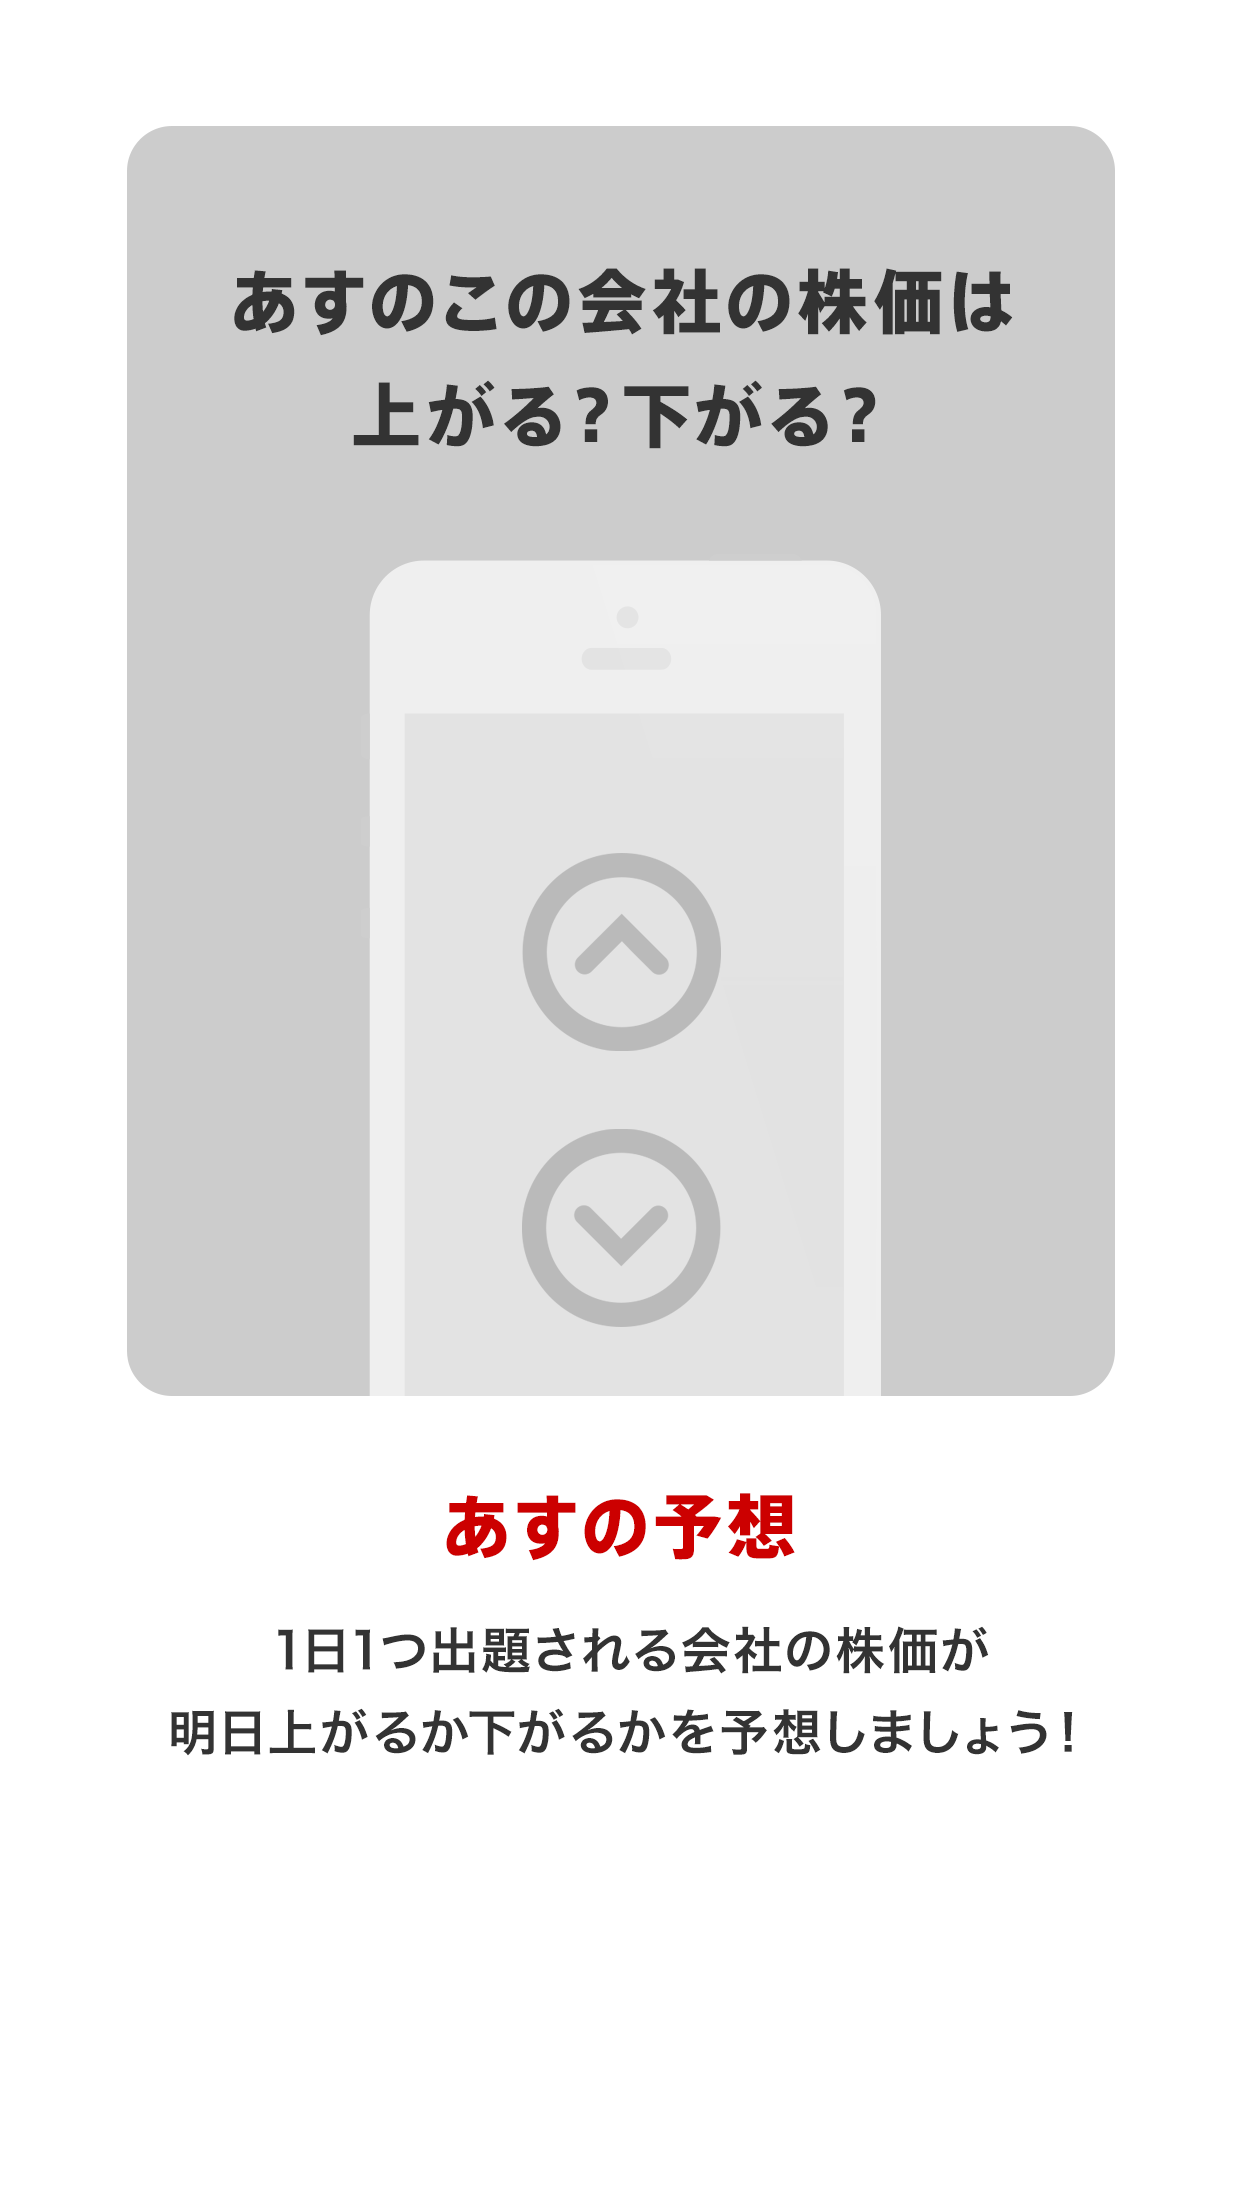 あすのこの会社の株価は
上がる？下がる？
あすの予想
1日1つ出題される会社の株価が
明日上がるか下がるかを予想しましょう！